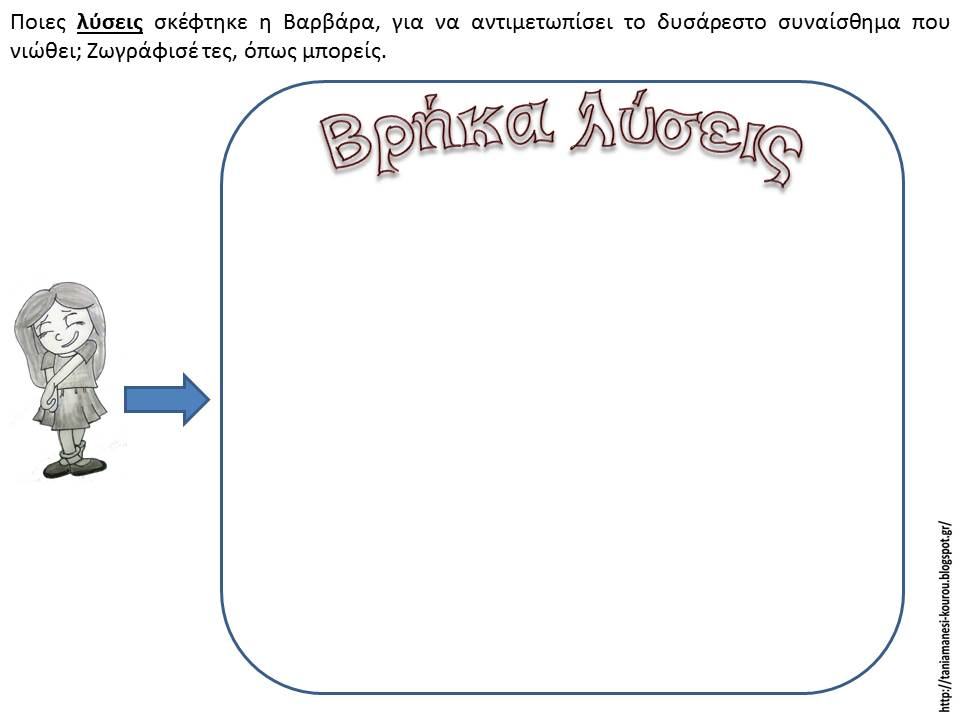 Ποιες λύσεις σκέφτηκε η Βαρβάρα, για να αντιμετωπίσει το δυσάρεστο συναίσθημα που
νιώθει; Ζωγράφισέ τες, όπως μπορείς.
Βρήκα λύσεις
http://taniamanesi-kourou.blogspot.gr/